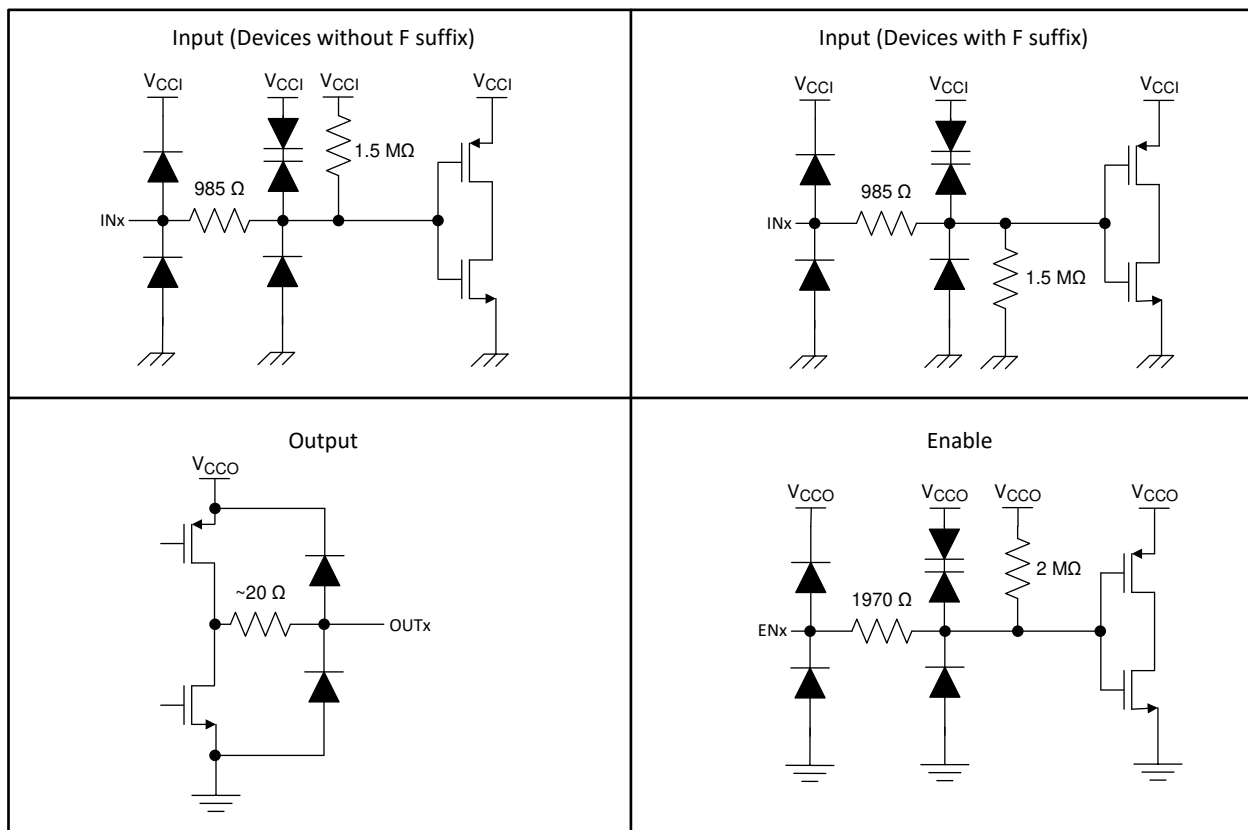 Input (Devices without F suffix)
VCCI VCCI VCCI VCCI
1.5 MΩ
985 Ω
INx
Input (Devices with F suffix)
VCCI VCCI VCCI
985 Ω
INx
1.5 MΩ
Output
VCCO
~20 Ω
OUTx
Enable
VCCO VCCO VCCO VCCO
2 MΩ
1970 Ω
ENx